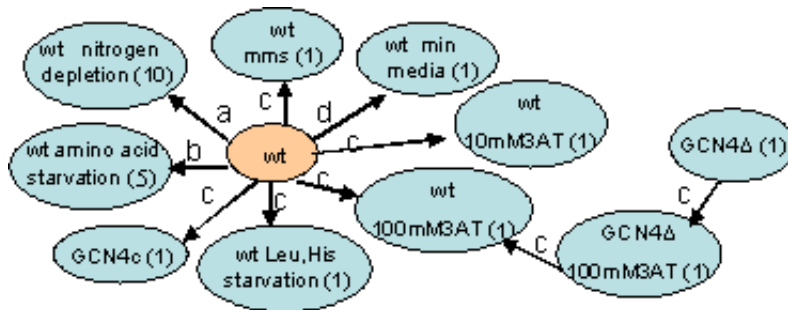 wt nitrogen
depletion (10)
wt
mms (1)
wt min
media (1)
a
c
d
wt
10mM3AT (1)
c
GCN4Δ (1)
wt amino acid
starvation (5)
b
wt
c
c
c
c
wt
100mM3AT (1)
c
GCN4Δ
100mM3AT (1)
GCN4c (1)
wt Leu,His
starvation (1)